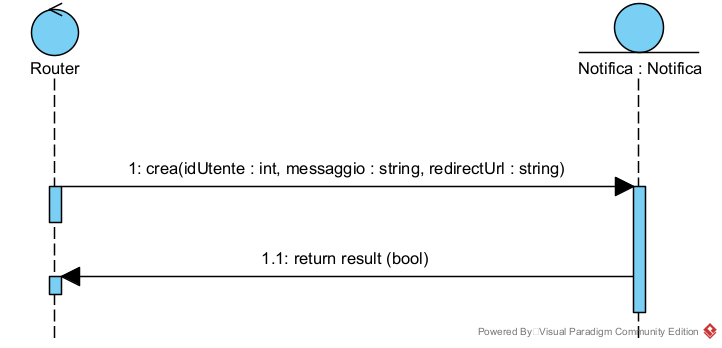 Router
Notifica : Notifica
1: crea(idUtente : int, messaggio : string, redirectUrl : string)
1.1: return result (bool)
Powered By Visual Paradigm Community Edition